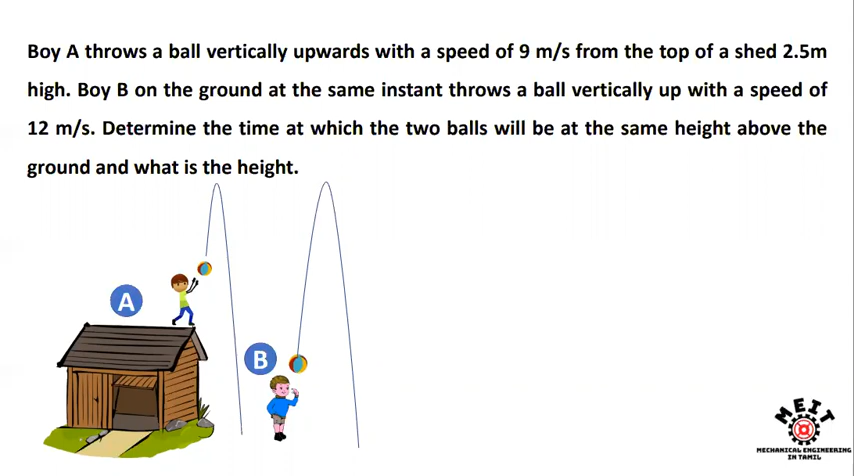 Boy A throws a ball vertically upwards with a speed of 9 m/s from the top of a shed 2.5m
high. Boy B on the ground at the same instant throws a ball vertically up with a speed of
12 m/s. Determine the time at which the two balls will be at the same height above the
ground and what is the height.
A
B
MEIT
MECHANICAL ENGINEERING
IN TAMIL